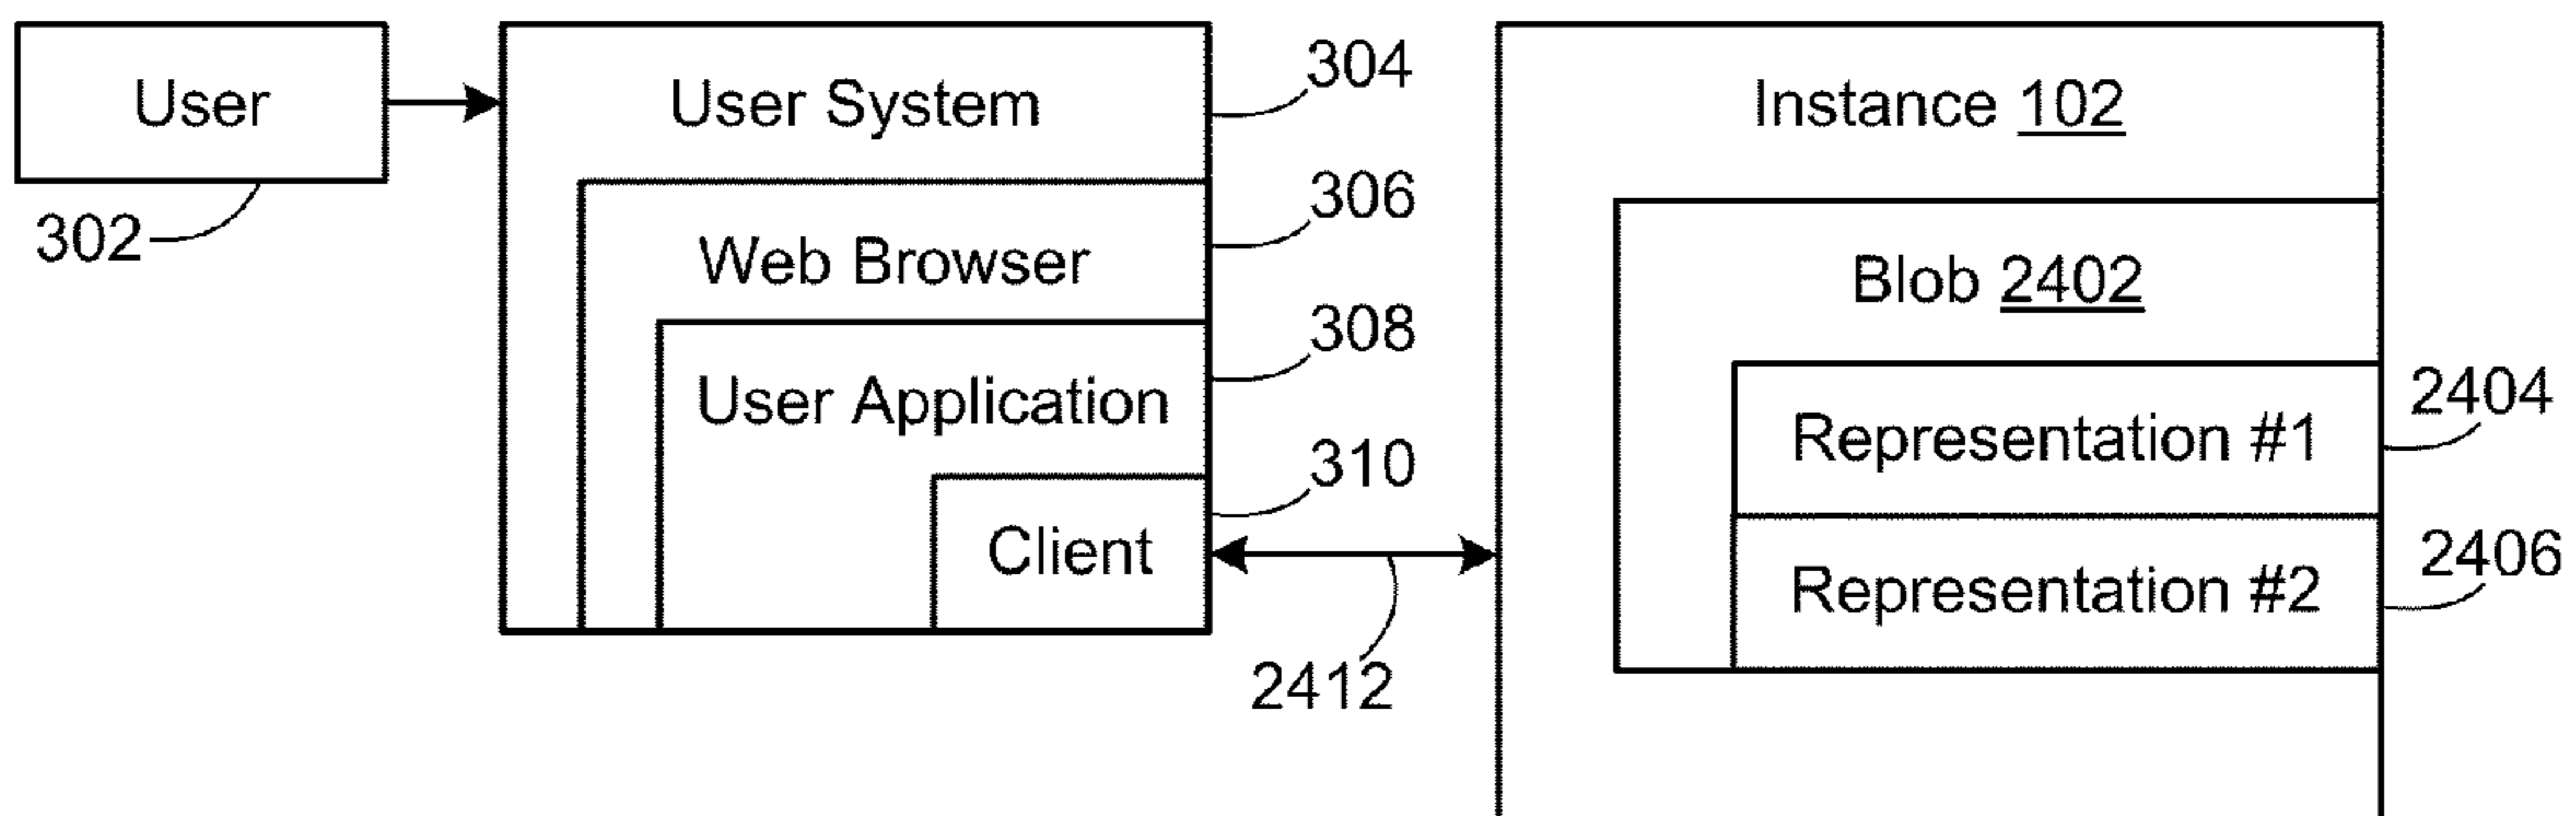 User
302
User System
304
Web Browser
306
User Application
308
Client
310
2412
Instance 102
Blob 2402
Representation #1
2404
Representation #2
2406